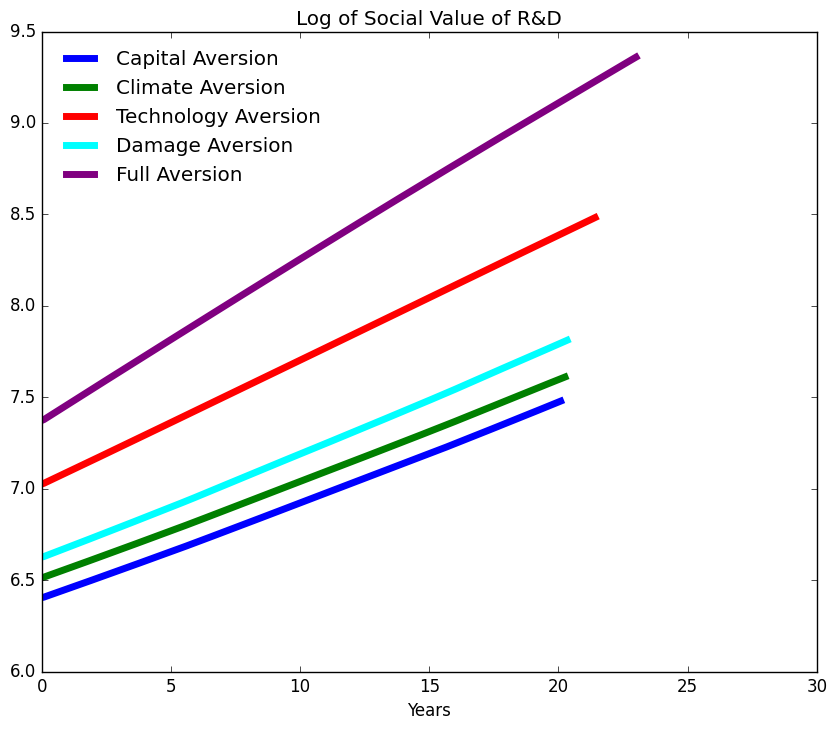 Log of Social Value of R&D
9.5
9.0
8.5
8.0
7.5
7.0
6.5
6.0
Capital Aversion
Climate Aversion
Technology Aversion
Damage Aversion
Full Aversion
0 5 10 15 20 25 30
Years